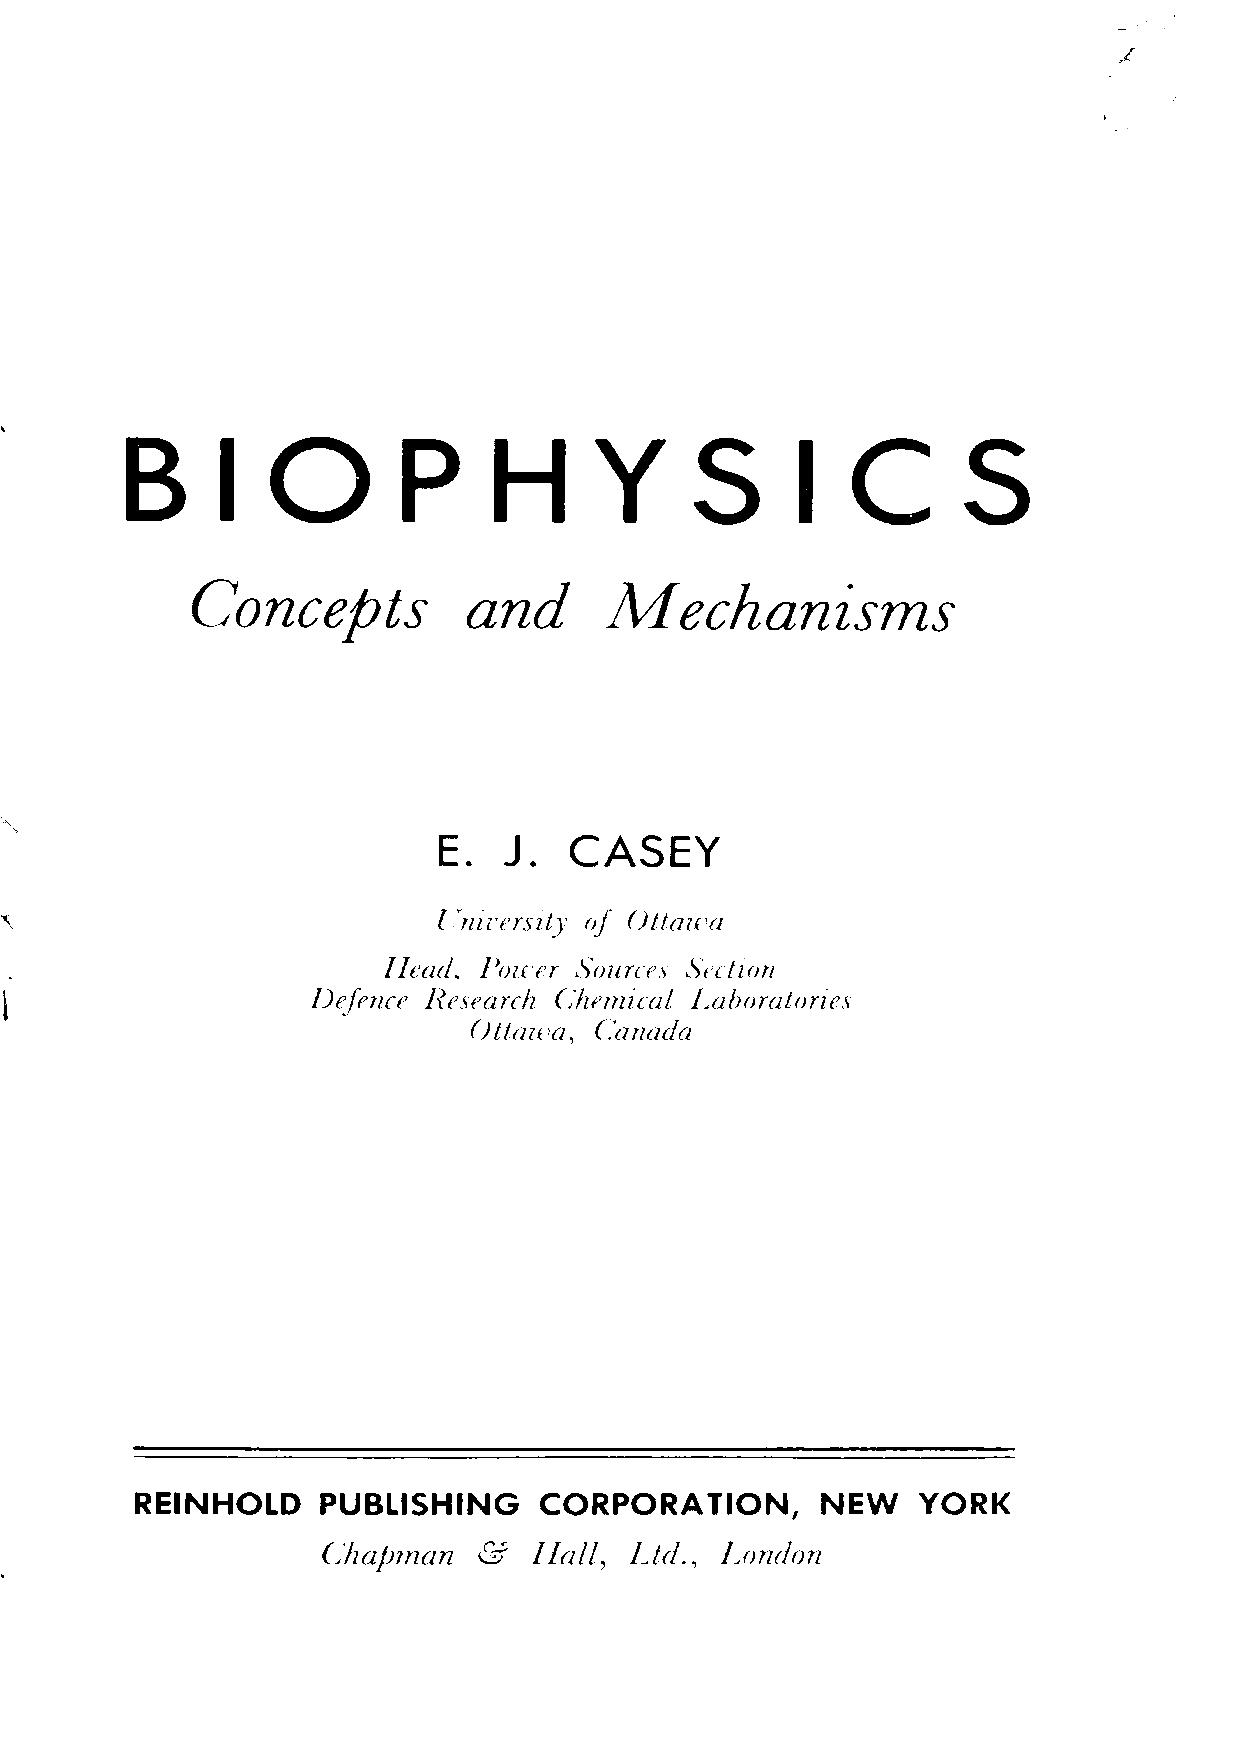 BIOPHYSICS
Concepts and Mechanisms
E. J. CASEY
University of Ottawa
Head, Power Sources Section
Defence Research Chemical Laboratories
Ottawa, Canada
REINHOLD PUBLISHING CORPORATION, NEW YORK
Chapman & Hall, Ltd., London